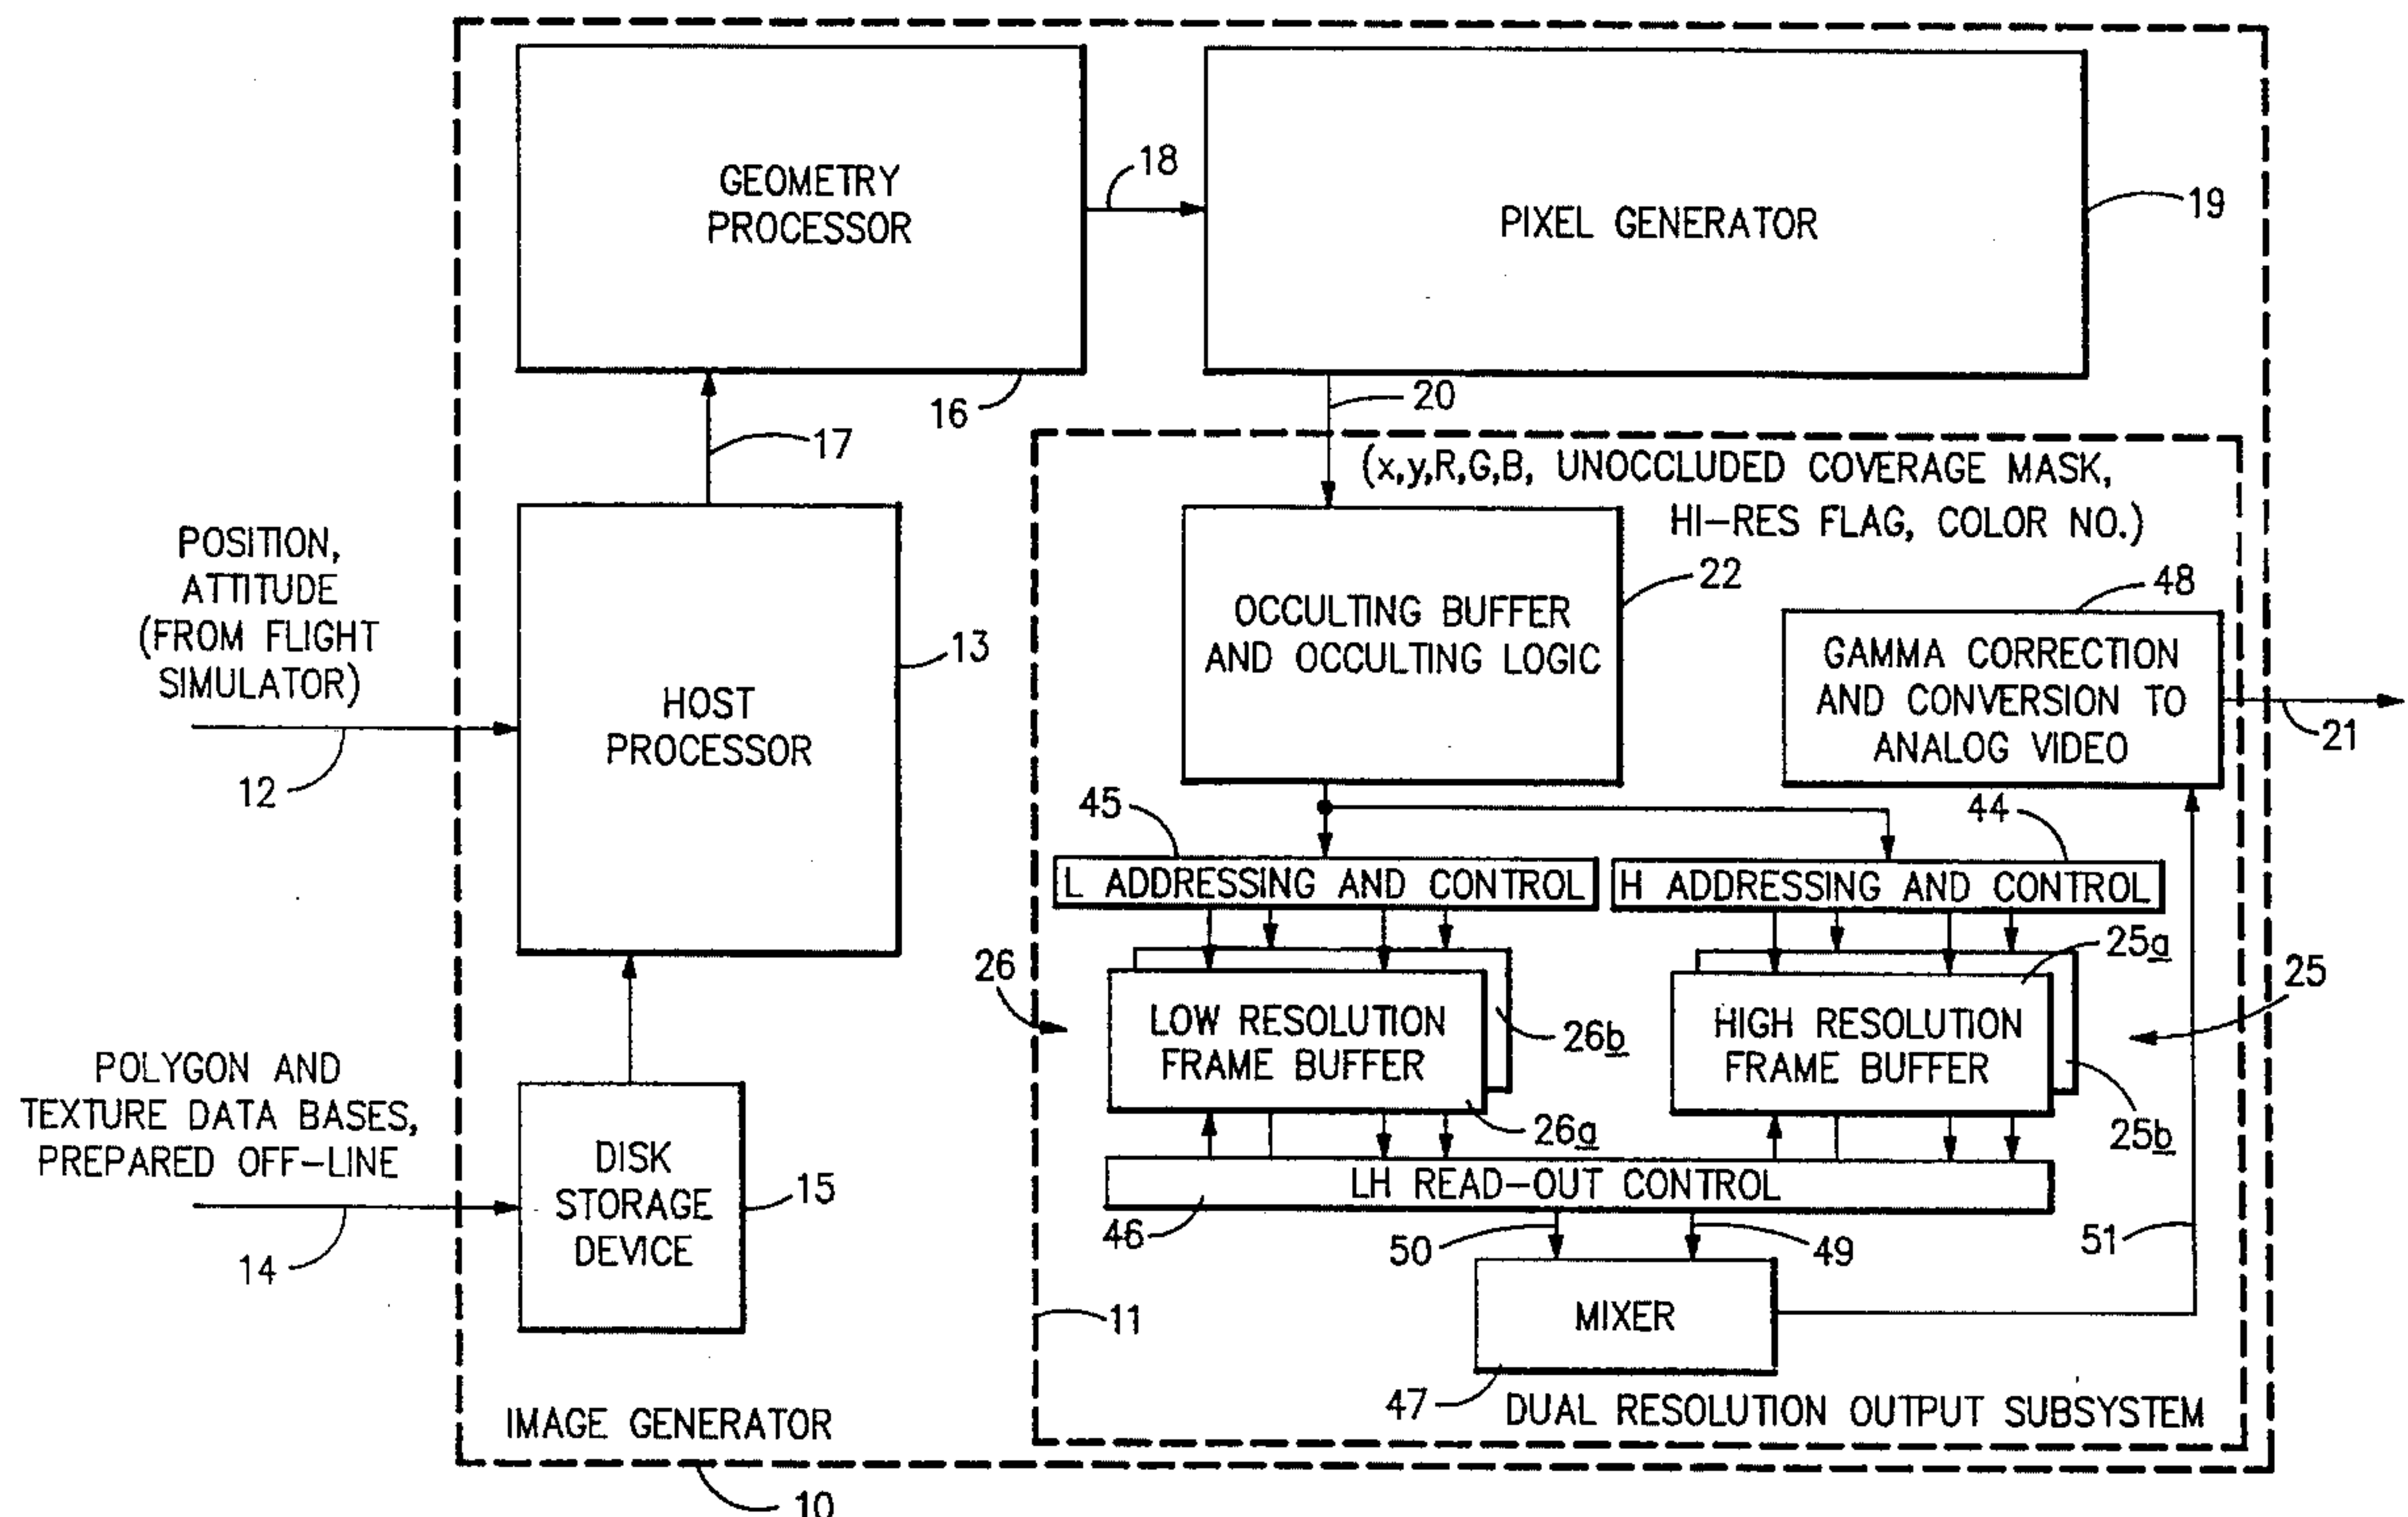 GEOMETRY
PROCESSOR
18
PIXEL GENERATOR
19
16
20
17
(x,y,R,G,B, UNOCCLUDED COVERAGE MASK,
HI-RES FLAG, COLOR NO.)
POSITION,
ATTITUDE
(FROM FLIGHT
SIMULATOR)
12
HOST
PROCESSOR
13
OCCULTING BUFFER
AND OCCULTING LOGIC
22
48
GAMMA CORRECTION
AND CONVERSION TO
ANALOG VIDEO
21
45
44
L ADDRESSING AND CONTROL
H ADDRESSING AND CONTROL
26
LOW RESOLUTION
FRAME BUFFER
26b
26a
25a
HIGH RESOLUTION
FRAME BUFFER
25
25b
POLYGON AND
TEXTURE DATA BASES,
PREPARED OFF-LINE
14
DISK
STORAGE
DEVICE
15
LH READ-OUT CONTROL
46
50
49
51
MIXER
47
11
DUAL RESOLUTION OUTPUT SUBSYSTEM
IMAGE GENERATOR
10